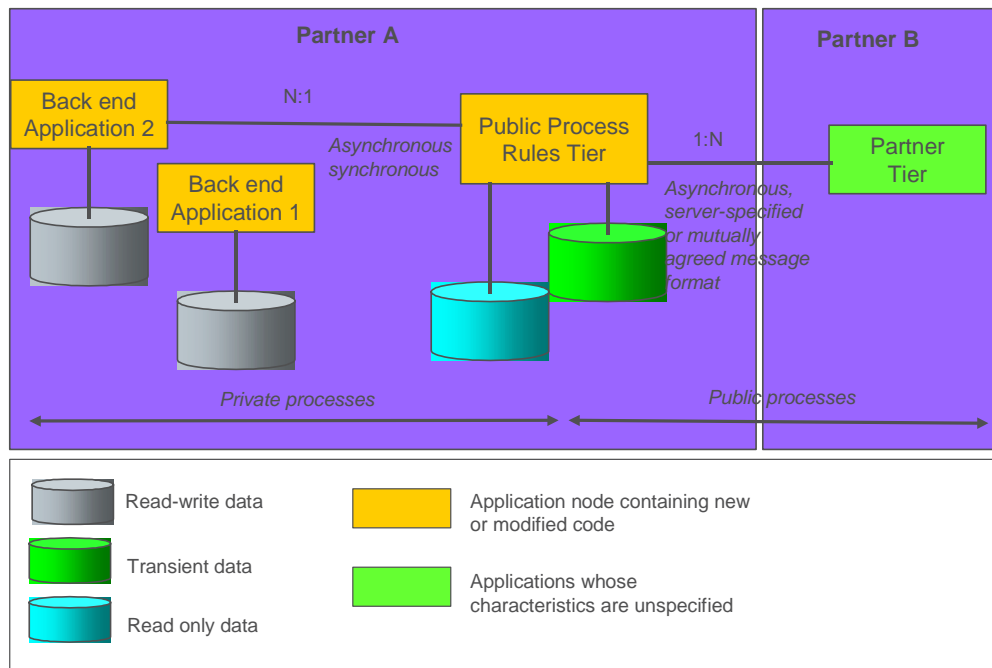 Partner A
Partner B
Back end
Application 2
N:1
Asynchronous
synchronous
Public Process
Rules Tier
1:N
Partner
Tier
Back end
Application 1
Asynchronous,
server-specified
or mutually
agreed message
format
Private processes
Public processes
Read-write data
Transient data
Read only data
Application node containing new
or modified code
Applications whose
characteristics are unspecified